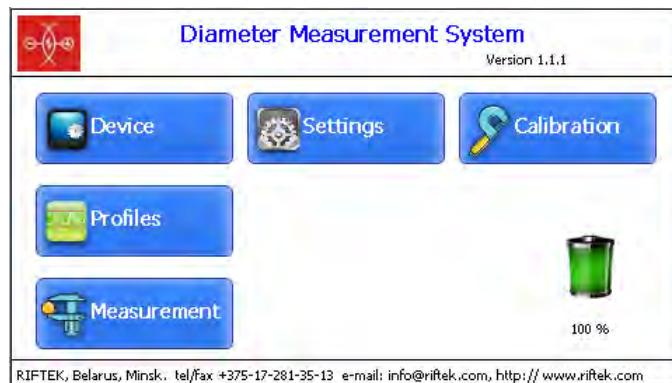 Diameter Measurement System
Version 1.1.1
Device
Settings
Calibration
Profiles
Measurement
100 %
RIFTEK, Belarus, Minsk. tel/fax +375-17-281-35-13 e-mail: info@riftek.com, http:// www.riftek.com